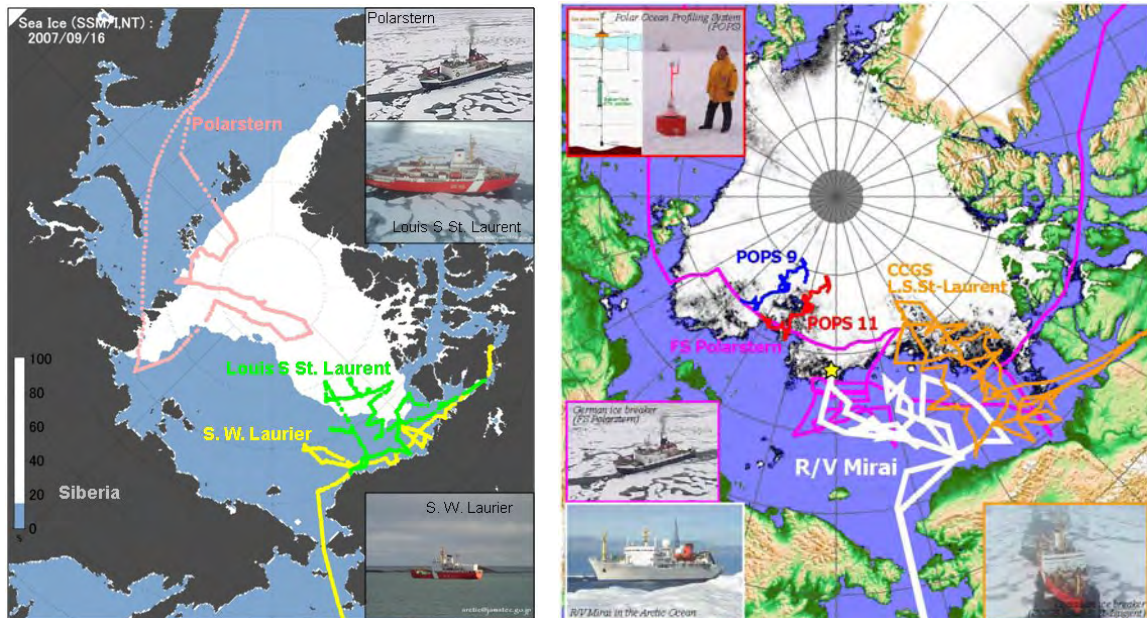 Sea Ice (SSM/I,NT) :
2007/09/16
Polarstern
Polarstern
Louis S St. Laurent
Louis S St. Laurent
S. W. Laurier
100
80
60
40
20
0
%
Siberia
S. W. Laurier
Polar Ocean Profiling System
(POPS)
POPS 9
CCGS
L.S.St-Laurent
POPS 11
FS Polarstern
German ice breaker
(FS Polarstern)
R/V Mirai
R/V Mirai in the Arctic Ocean
ice breaker